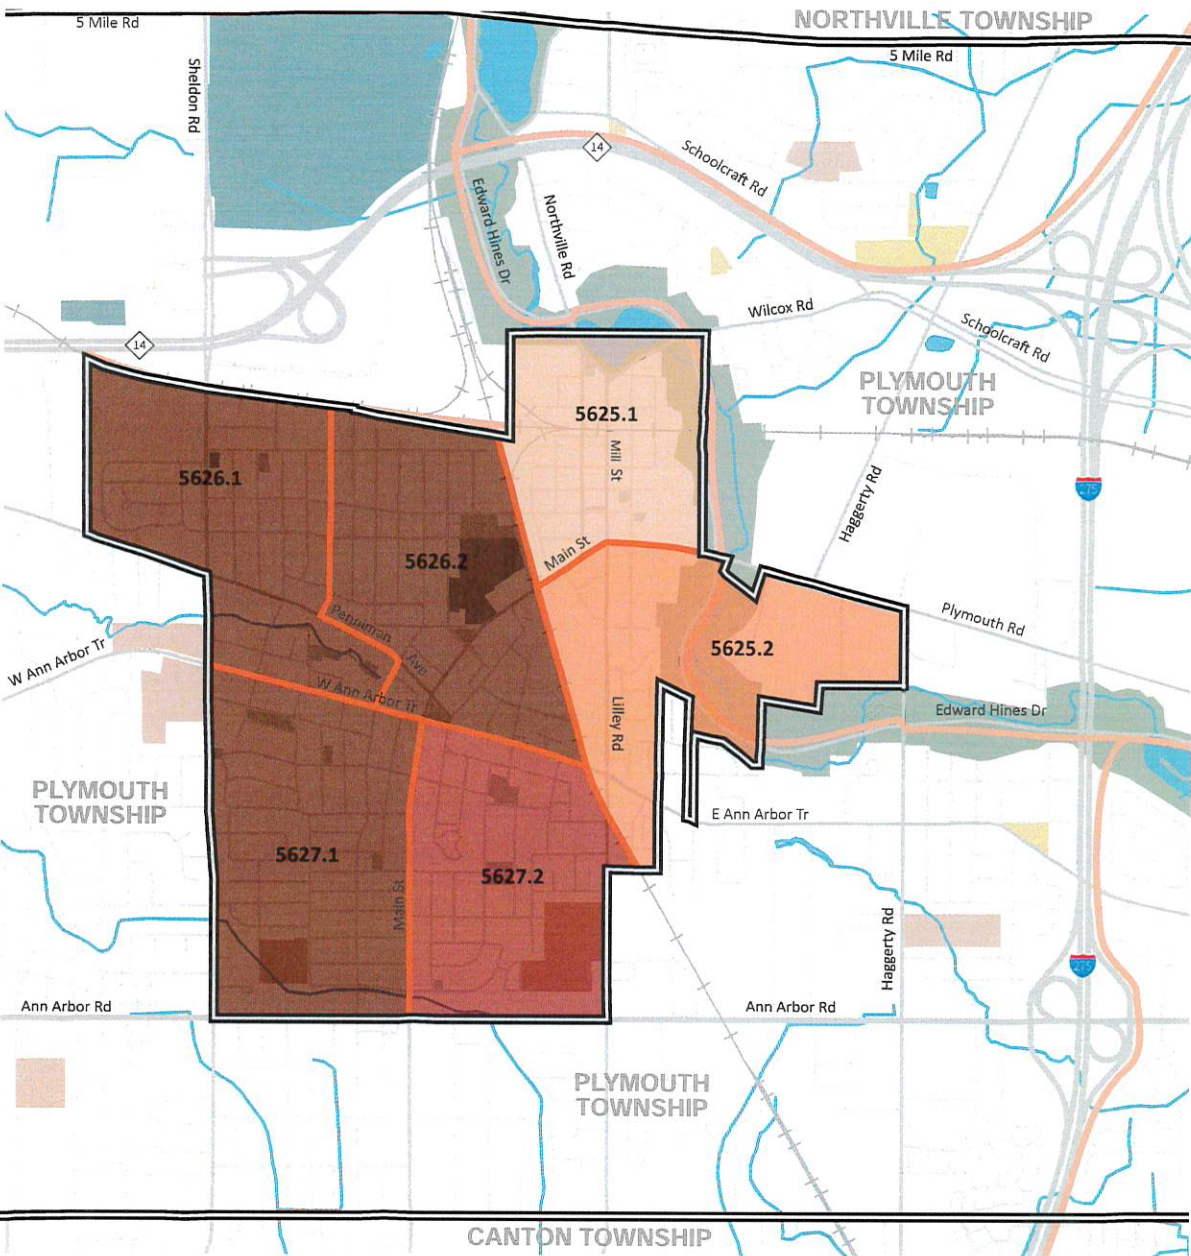 NORTHVILLE TOWNSHIP
5 Mile Rd
5 Mile Rd
Sheldon Rd
14
Schoolcraft Rd
Edward Hines Dr
Northville Rd
Wilcox Rd
Schoolcraft Rd
14
PLYMOUTH
TOWNSHIP
5625.1
Mill St
5626.1
275
Haggerty Rd
5626.2
Main St
Penniman
Ave
Plymouth Rd
5625.2
W Ann Arbor Tr
W Ann Arbor Tr
Lilley Rd
Edward Hines Dr
PLYMOUTH
TOWNSHIP
E Ann Arbor Tr
5627.1
5627.2
Main St
Haggerty Rd
275
Ann Arbor Rd
Ann Arbor Rd
PLYMOUTH
TOWNSHIP
CANTON TOWNSHIP